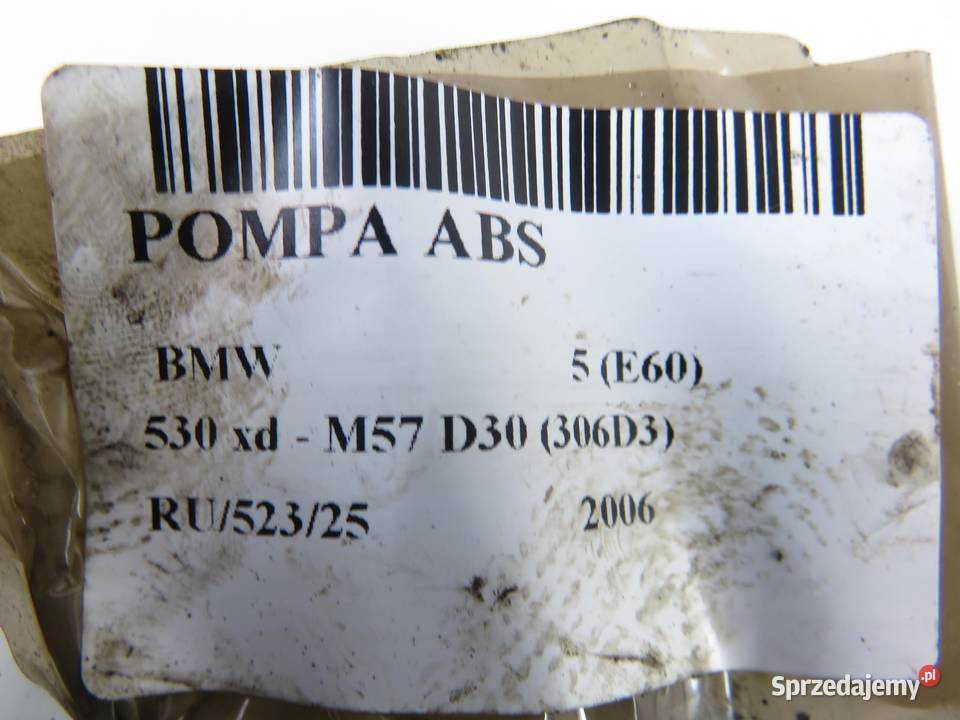 POMPA ABS
BMW 5 (E60)
530 xd - M57 D30 (306D3)
RU/523/25 2006
Sprzedajemy.pl